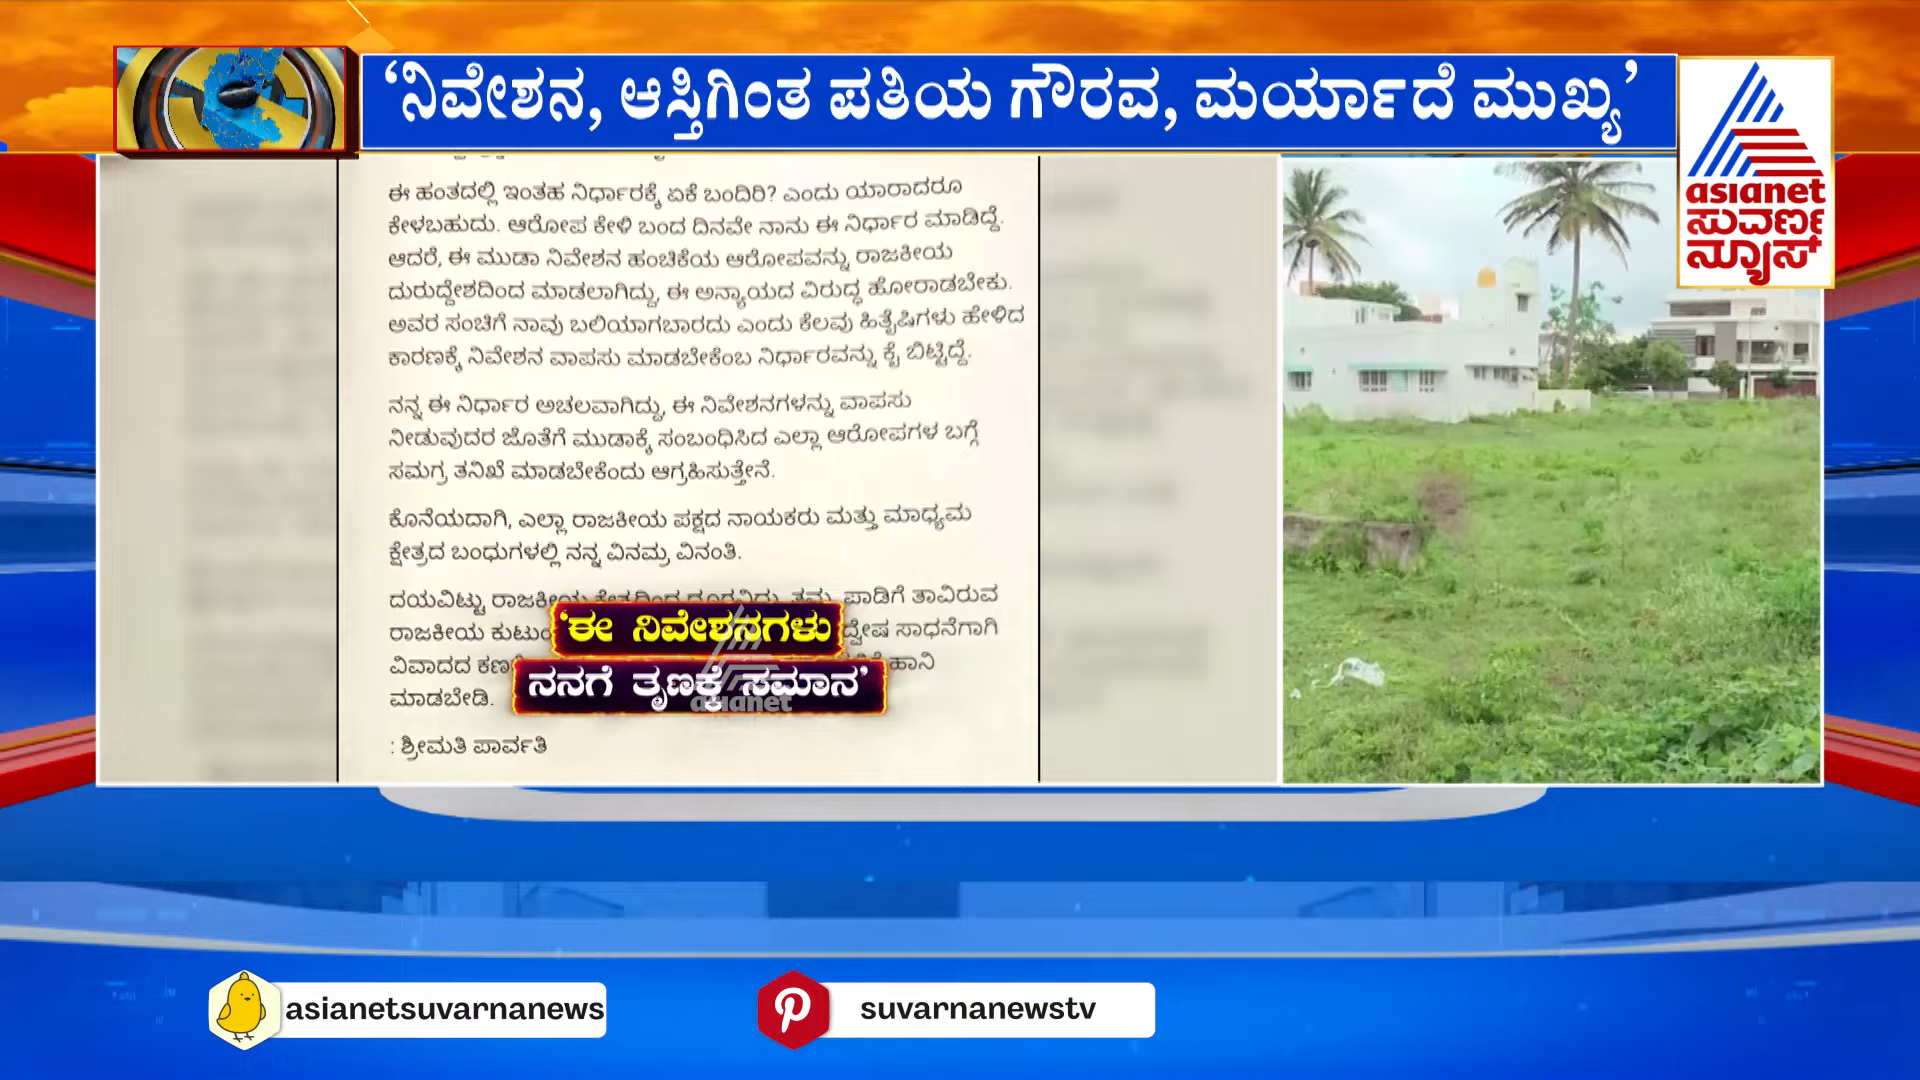 ‘ನಿವೇಶನ, ಆಸ್ತಿಗಿಂತ ಪತಿಯ ಗೌರವ, ಮರ್ಯಾದೆ ಮುಖ್ಯ’
asianet
ಸುವರ್ಣ
ನ್ಯೂಸ್
ಈ ಹಂತದಲ್ಲಿ ಇಂತಹ ನಿರ್ಧಾರಕ್ಕೆ ಏಕೆ ಬಂದಿರಿ? ಎಂದು ಯಾರಾದರೂ
ಕೇಳಬಹುದು. ಆರೋಪ ಕೇಳಿ ಬಂದ ದಿನವೇ ನಾನು ಈ ನಿರ್ಧಾರ ಮಾಡಿದ್ದೆ.
ಆದರೆ, ಈ ಮುಡಾ ನಿವೇಶನ ಹಂಚಿಕೆಯ ಆರೋಪವನ್ನು ರಾಜಕೀಯ
ದುರುದ್ದೇಶದಿಂದ ಮಾಡಲಾಗಿದ್ದು, ಈ ಅನ್ಯಾಯದ ವಿರುದ್ಧ ಹೋರಾಡಬೇಕು.
ಅವರ ಸಂಚಿಗೆ ನಾವು ಬಲಿಯಾಗಬಾರದು ಎಂದು ಕೆಲವು ಹಿತೈಷಿಗಳು ಹೇಳಿದ
ಕಾರಣಕ್ಕೆ ನಿವೇಶನ ವಾಪಸು ಮಾಡಬೇಕೆಂಬ ನಿರ್ಧಾರವನ್ನು ಕೈ ಬಿಟ್ಟಿದ್ದೆ.
ನನ್ನ ಈ ನಿರ್ಧಾರ ಅಚಲವಾಗಿದ್ದು, ಈ ನಿವೇಶನಗಳನ್ನು ವಾಪಸು
ನೀಡುವುದರ ಜೊತೆಗೆ ಮುಡಾಕ್ಕೆ ಸಂಬಂಧಿಸಿದ ಎಲ್ಲಾ ಆರೋಪಗಳ ಬಗ್ಗೆ
ಸಮಗ್ರ ತನಿಖೆ ಮಾಡಬೇಕೆಂದು ಆಗ್ರಹಿಸುತ್ತೇನೆ.
ಕೊನೆಯದಾಗಿ, ಎಲ್ಲಾ ರಾಜಕೀಯ ಪಕ್ಷದ ನಾಯಕರು ಮತ್ತು ಮಾಧ್ಯಮ
ಕ್ಷೇತ್ರದ ಬಂಧುಗಳಲ್ಲಿ ನನ್ನ ವಿನಮ್ರ ವಿನಂತಿ.
ದಯವಿಟ್ಟು ಪಾಡಿಗೆ ತಾವಿರುವ
ರಾಜಕೀಯ ಸಾಧನೆಗಾಗಿ
ವಿವಾದದ ಹಾನಿ
ಮಾಡಬೇಡಿ.
‘ಈ ನಿವೇಶನಗಳು
ನನಗೆ ತೃಣಕ್ಕೆ ಸಮಾನ’
asianet
: ಶ್ರೀಮತಿ ಪಾರ್ವತಿ
asianetsuvarnanews
suvarnanewstv